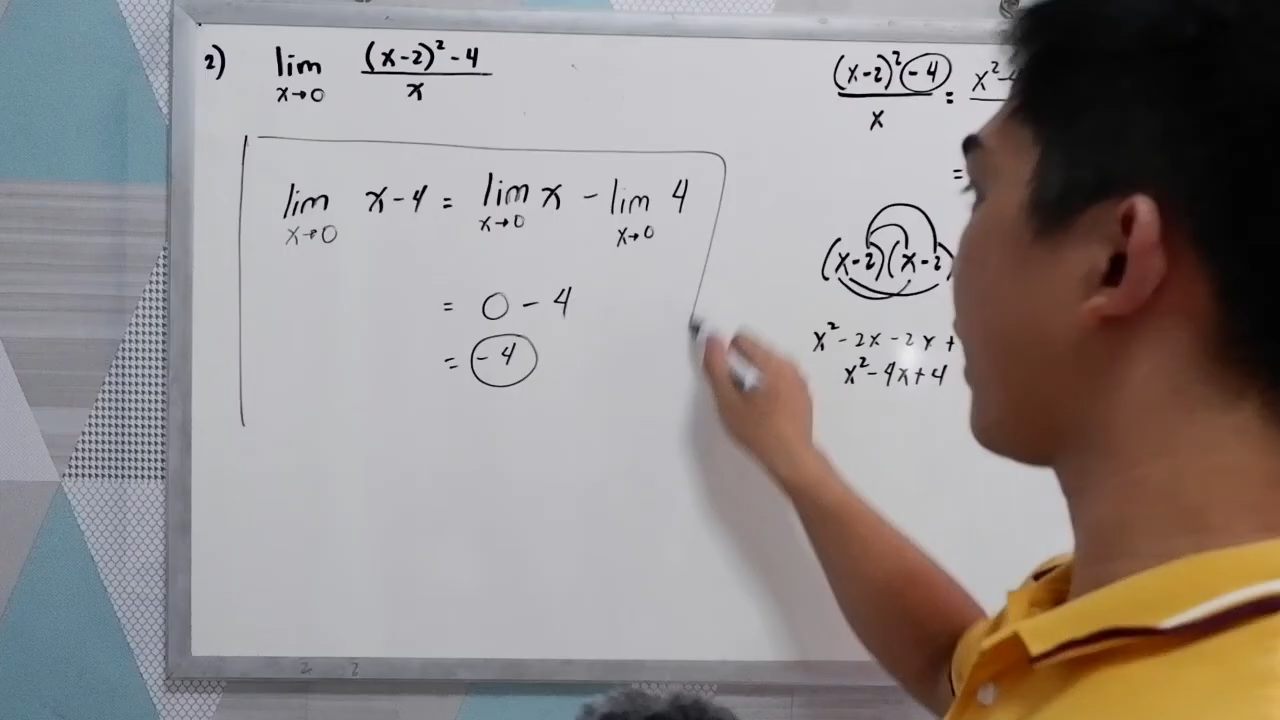 2) lim x→0 (x-2)² - 4 / x
lim x→0 x - 4 = lim x→0 x - lim x→0 4
= 0 - 4
= -4
(x-2)² - 4 / x = x² -
=
(x-2)(x-2)
x² - 2x - 2x +
x² - 4x + 4